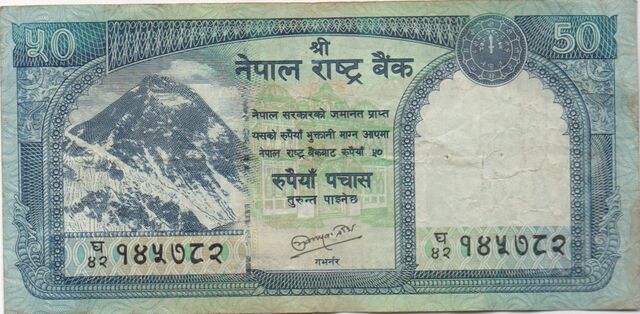 ५०
श्री
50
नेपाल राष्ट्र बैंक
नेपाल सरकारको जमानत प्राप्त
यसको रुपैयाँ भुक्तानी माग्न आएमा
नेपाल राष्ट्र बैंकबाट रुपैयाँ ५०
रुपैयाँ पचास
तुरुन्त पाइनेछ
गभर्नर
घ
४२ १४५७८२
घ
४२ १४५७८२